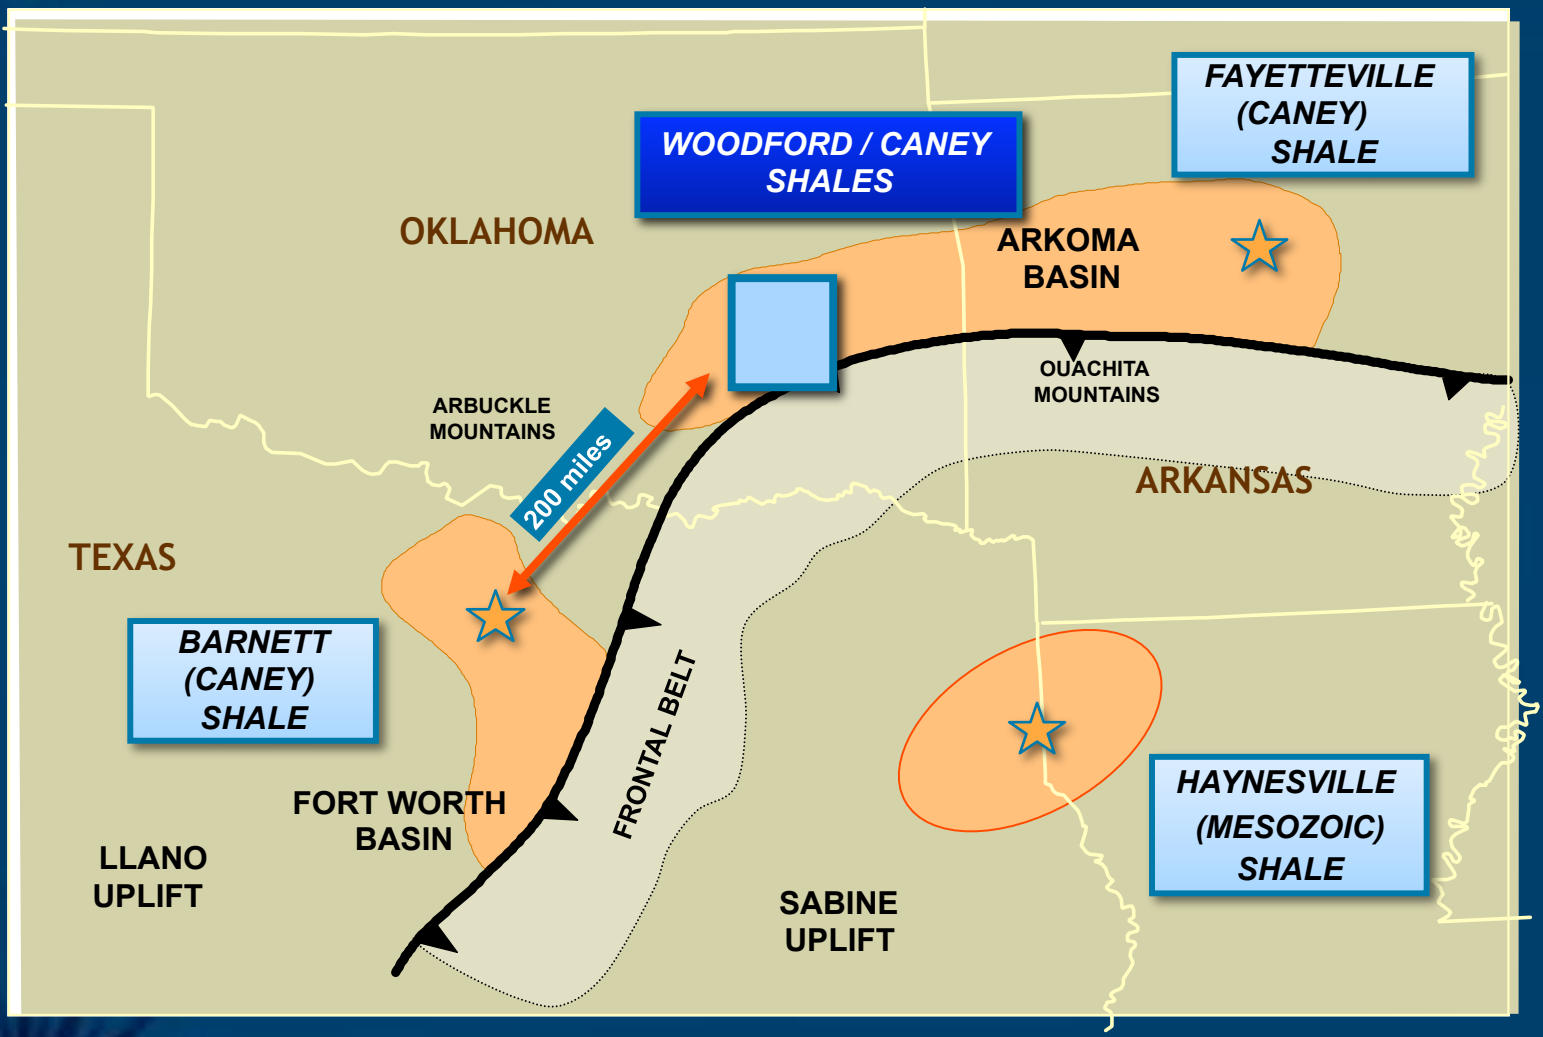 FAYETTEVILLE
(CANEY)
SHALE
WOODFORD / CANEY
SHALES
OKLAHOMA
ARKOMA
BASIN
OUACHITA
MOUNTAINS
ARBUCKLE
MOUNTAINS
200 miles
ARKANSAS
TEXAS
BARNETT
(CANEY)
SHALE
FRONTAL BELT
FORT WORTH
BASIN
HAYNESVILLE
(MESOZOIC)
SHALE
LLANO
UPLIFT
SABINE
UPLIFT